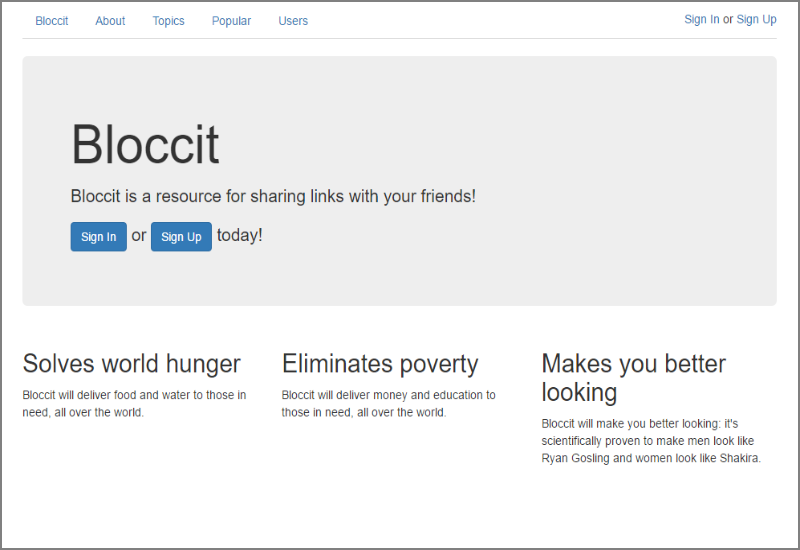 Bloccit About Topics Popular Users Sign In or Sign Up
Bloccit
Bloccit is a resource for sharing links with your friends!
Sign In or Sign Up today!
Solves world hunger
Bloccit will deliver food and water to those in
need, all over the world.
Eliminates poverty
Bloccit will deliver money and education to
those in need, all over the world.
Makes you better
looking
Bloccit will make you better looking: it's
scientifically proven to make men look like
Ryan Gosling and women look like Shakira.